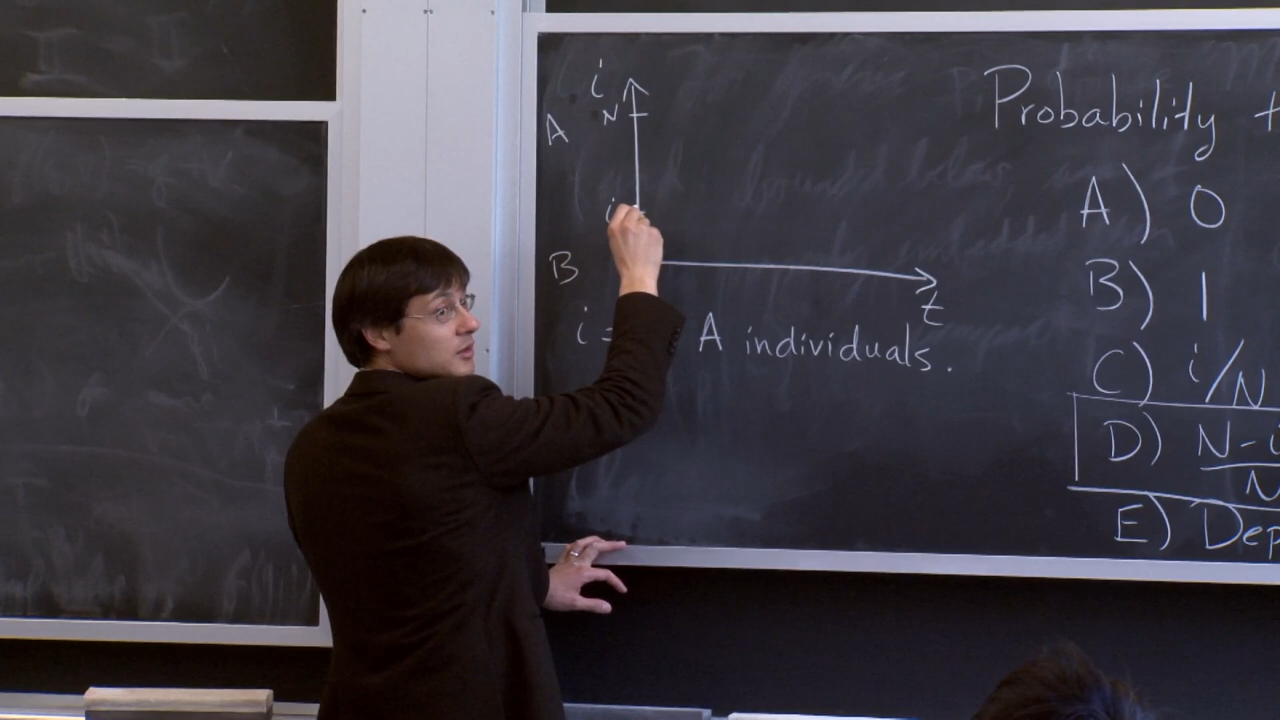 i
N
A
i
B
t
i = A individuals.
Probability
A) 0
B) 1
C) i/N
D) N-i
N
E) Dep